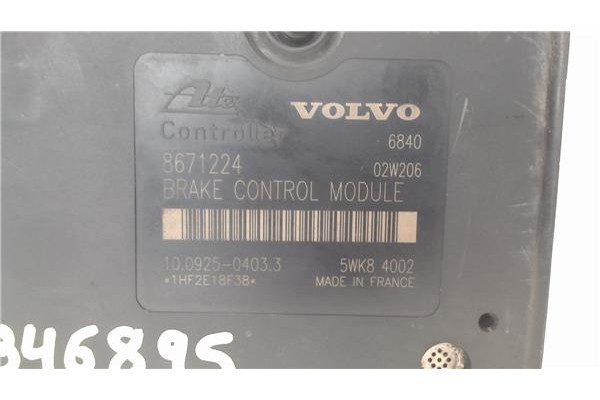 Ate VOLVO
Controller 6840
8671224 02W206
BRAKE CONTROL MODULE
10.0925-0403.3 5WK8 4002
*1HF2E18F38* MADE IN FRANCE
346895